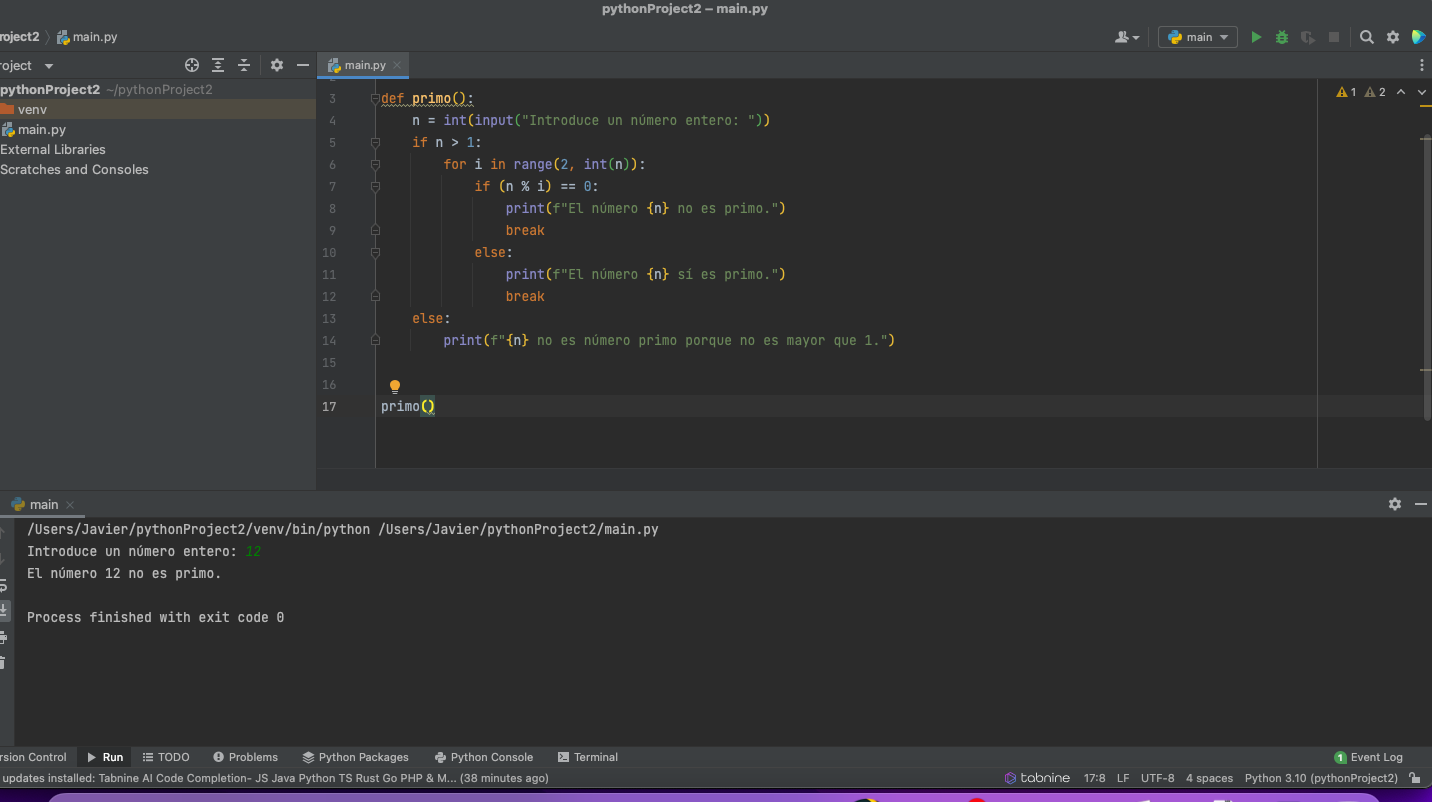 pythonProject2 – main.py
roject2 main.py
main
roject
main.py
pythonProject2 ~/pythonProject2
venv
main.py
External Libraries
Scratches and Consoles
1 2
3 def primo():
4 n = int(input("Introduce un número entero: "))
5 if n > 1:
6 for i in range(2, int(n)):
7 if (n % i) == 0:
8 print(f"El número {n} no es primo.")
9 break
10 else:
11 print(f"El número {n} sí es primo.")
12 break
13 else:
14 print(f"{n} no es número primo porque no es mayor que 1.")
15
16
17 primo()
main
/Users/Javier/pythonProject2/venv/bin/python /Users/Javier/pythonProject2/main.py
Introduce un número entero: 12
El número 12 no es primo.
Process finished with exit code 0
rsion Control Run TODO Problems Python Packages Python Console Terminal 1 Event Log
updates installed: Tabnine AI Code Completion- JS Java Python TS Rust Go PHP & M... (38 minutes ago) tabnine 17:8 LF UTF-8 4 spaces Python 3.10 (pythonProject2)